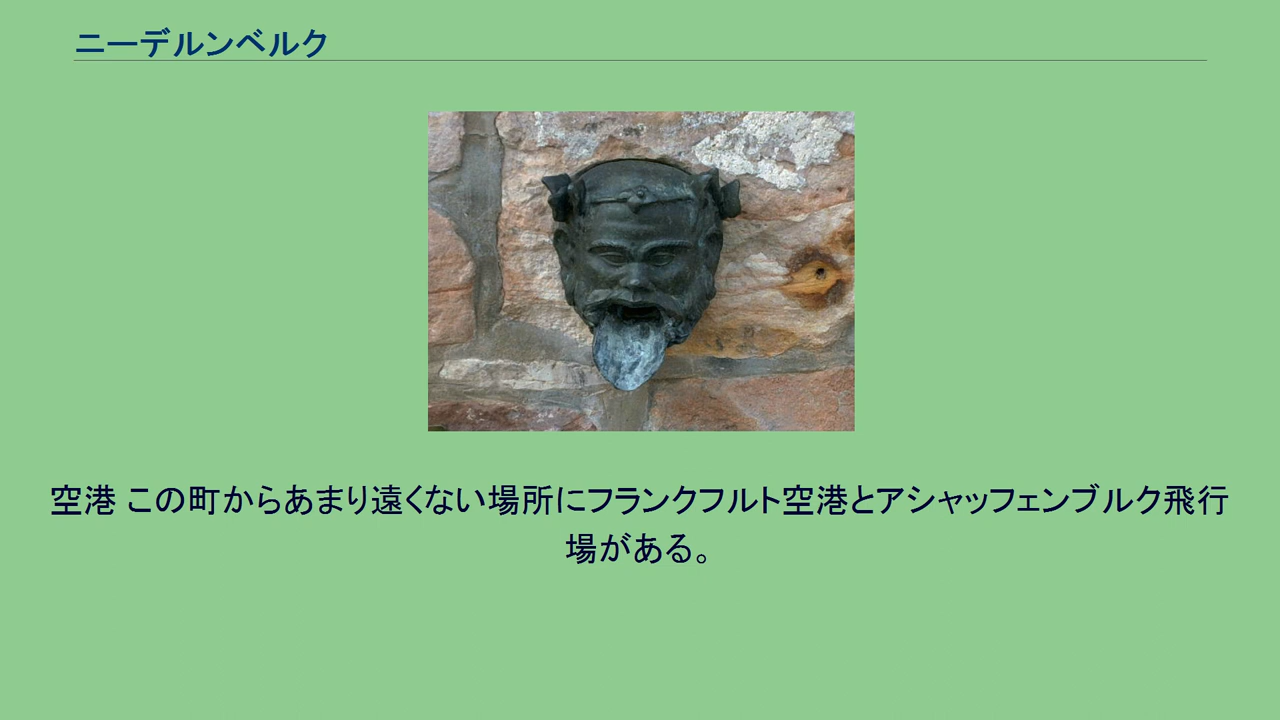 ニーデルンベルク
空港 この町からあまり遠くない場所にフランクフルト空港とアシャッフェンブルク飛行
場がある。